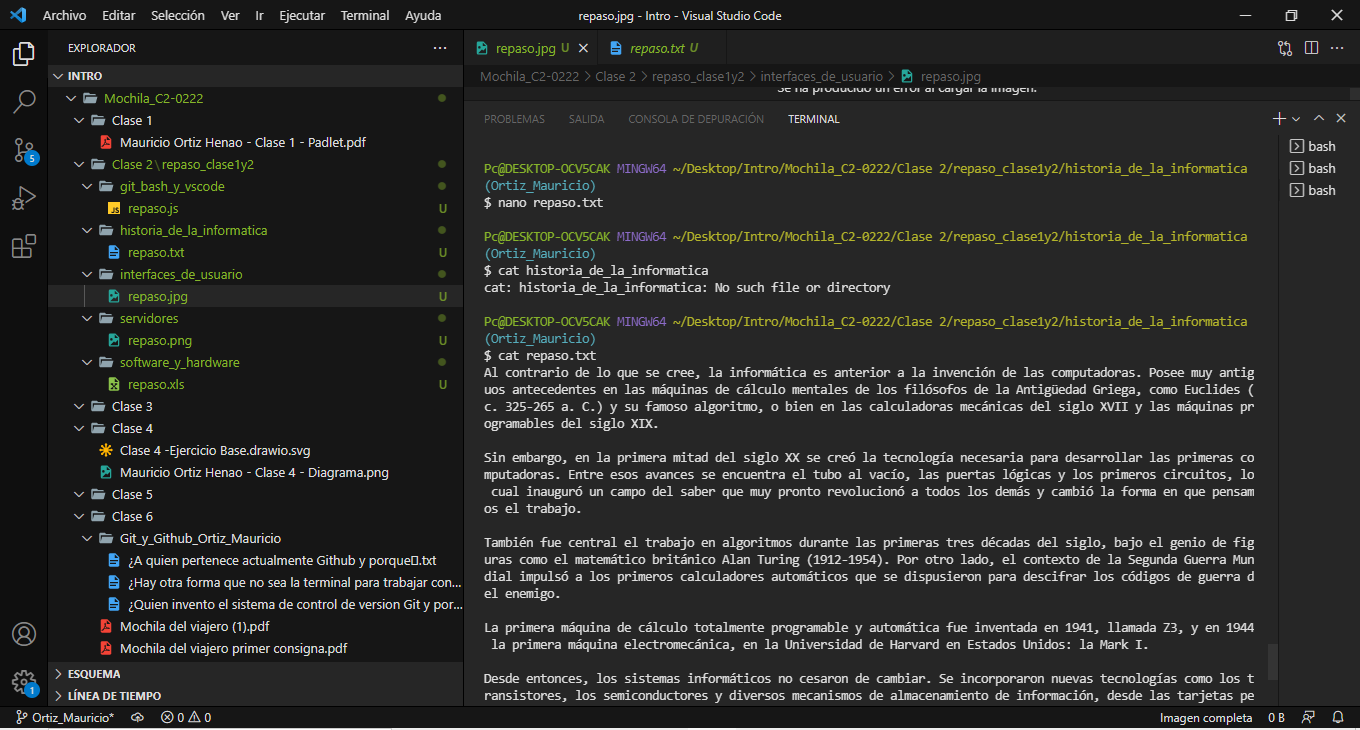 Archivo Editar Selección Ver Ir Ejecutar Terminal Ayuda
repaso.jpg - Intro - Visual Studio Code
EXPLORADOR
INTRO
Mochila_C2-0222
Clase 1
Mauricio Ortiz Henao - Clase 1 - Padlet.pdf
Clase 2 \ repaso_clase1y2
git_bash_y_vscode
JS repaso.js U
historia_de_la_informatica
repaso.txt U
interfaces_de_usuario
repaso.jpg U
servidores
repaso.png U
software_y_hardware
repaso.xls U
Clase 3
Clase 4
Clase 4 -Ejercicio Base.drawio.svg
Mauricio Ortiz Henao - Clase 4 - Diagrama.png
Clase 5
Clase 6
Git_y_Github_Ortiz_Mauricio
¿A quien pertenece actualmente Github y porque▯.txt
¿Hay otra forma que no sea la terminal para trabajar con...
¿Quien invento el sistema de control de version Git y por...
Mochila del viajero (1).pdf
Mochila del viajero primer consigna.pdf
ESQUEMA
LÍNEA DE TIEMPO
5
1
repaso.jpg U
repaso.txt U
Mochila_C2-0222 > Clase 2 > repaso_clase1y2 > interfaces_de_usuario > repaso.jpg
Se ha producido un error al cargar la imagen.
PROBLEMAS SALIDA CONSOLA DE DEPURACIÓN TERMINAL
bash
bash
bash
Pc@DESKTOP-OCV5CAK MINGW64 ~/Desktop/Intro/Mochila_C2-0222/Clase 2/repaso_clase1y2/historia_de_la_informatica
(Ortiz_Mauricio)
$ nano repaso.txt
Pc@DESKTOP-OCV5CAK MINGW64 ~/Desktop/Intro/Mochila_C2-0222/Clase 2/repaso_clase1y2/historia_de_la_informatica
(Ortiz_Mauricio)
$ cat historia_de_la_informatica
cat: historia_de_la_informatica: No such file or directory
Pc@DESKTOP-OCV5CAK MINGW64 ~/Desktop/Intro/Mochila_C2-0222/Clase 2/repaso_clase1y2/historia_de_la_informatica
(Ortiz_Mauricio)
$ cat repaso.txt
Al contrario de lo que se cree, la informática es anterior a la invención de las computadoras. Posee muy antig
uos antecedentes en las máquinas de cálculo mentales de los filósofos de la Antigüedad Griega, como Euclides (
c. 325-265 a. C.) y su famoso algoritmo, o bien en las calculadoras mecánicas del siglo XVII y las máquinas pr
ogramables del siglo XIX.
Sin embargo, en la primera mitad del siglo XX se creó la tecnología necesaria para desarrollar las primeras co
mputadoras. Entre esos avances se encuentra el tubo al vacío, las puertas lógicas y los primeros circuitos, lo
cual inauguró un campo del saber que muy pronto revolucionó a todos los demás y cambió la forma en que pensam
os el trabajo.
También fue central el trabajo en algoritmos durante las primeras tres décadas del siglo, bajo el genio de fig
uras como el matemático británico Alan Turing (1912-1954). Por otro lado, el contexto de la Segunda Guerra Mun
dial impulsó a los primeros calculadores automáticos que se dispusieron para descifrar los códigos de guerra d
el enemigo.
La primera máquina de cálculo totalmente programable y automática fue inventada en 1941, llamada Z3, y en 1944
la primera máquina electromecánica, en la Universidad de Harvard en Estados Unidos: la Mark I.
Desde entonces, los sistemas informáticos no cesaron de cambiar. Se incorporaron nuevas tecnologías como los t
ransistores, los semiconductores y diversos mecanismos de almacenamiento de información, desde las tarjetas pe
Ortiz_Mauricio* 0 0
Imagen completa 0 B